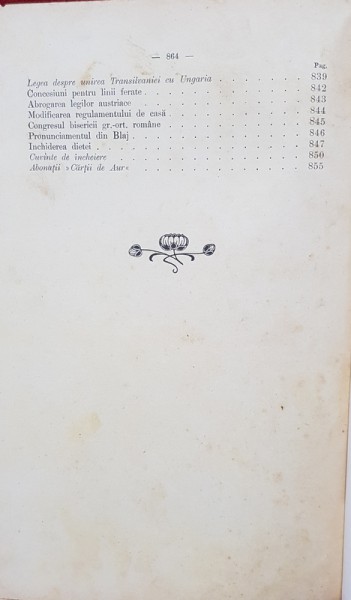 — 864 —
Pag.
Legea despre unirea Transilvaniei cu Ungaria . . . . . . . . 839
Concesiuni pentru linii ferate . . . . . . . . . . . . 842
Abrogarea legilor austriace . . . . . . . . . . . . 843
Modificarea regulamentului de casă . . . . . . . . . . 844
Congresul bisericii gr.-ort. române . . . . . . . . . . 845
Pronunciamentul din Blaj . . . . . . . . . . . . . 846
Inchiderea dietei . . . . . . . . . . . . . . . 847
Cuvinte de încheiere . . . . . . . . . . . . . . 850
Abonații »Cărții de Aur« . . . . . . . . . . . . . 855